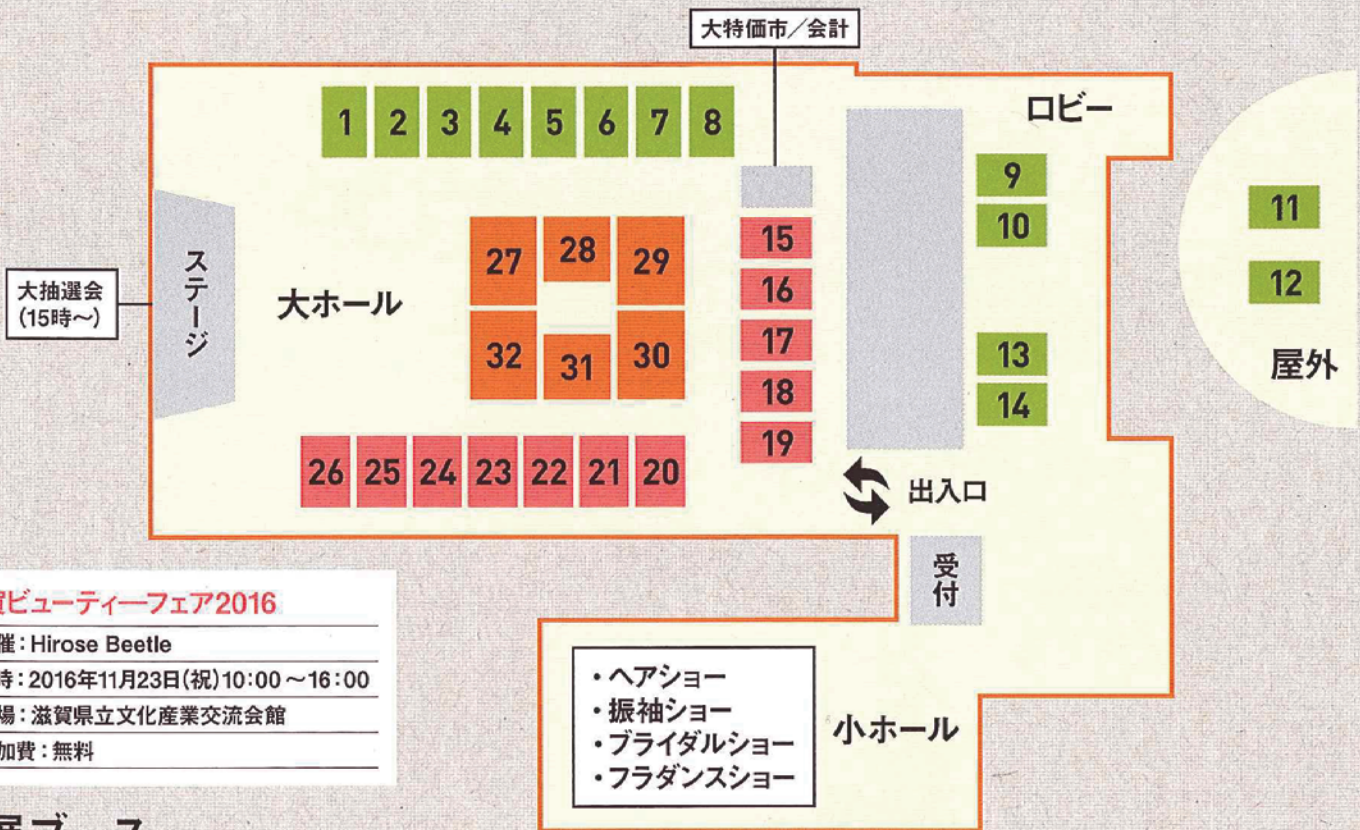 大特価市／会計
ロビー
1 2 3 4 5 6 7 8
9
10
11
12
屋外
13
14
大抽選会
(15時～)
ステージ
大ホール
27 28 29
32 31 30
15
16
17
18
19
26 25 24 23 22 21 20
出入口
受付
賀ビューティーフェア2016
催：Hirose Beetle
時：2016年11月23日(祝)10:00～16:00
場：滋賀県立文化産業交流会館
加費：無料
・ヘアショー
・振袖ショー
・ブライダルショー
・フラダンスショー
小ホール
展ブース